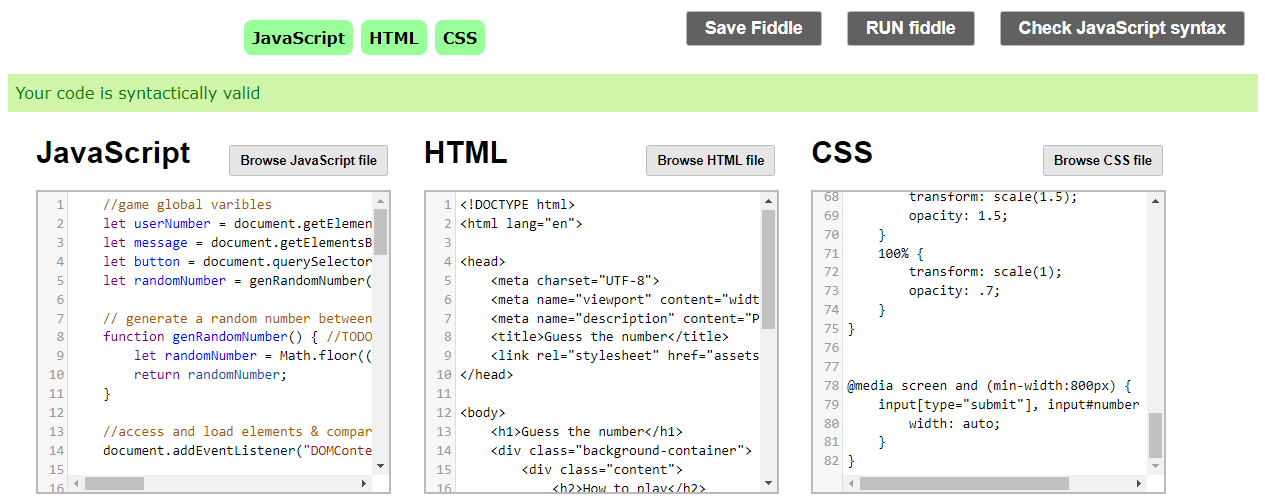 JavaScript HTML CSS Save Fiddle RUN fiddle Check JavaScript syntax
Your code is syntactically valid
JavaScript Browse JavaScript file
1 //game global varibles
2 let userNumber = document.getElemen
3 let message = document.getElementsB
4 let button = document.querySelector
5 let randomNumber = genRandomNumber(
6
7 // generate a random number between
8 function genRandomNumber() { //TODO
9 let randomNumber = Math.floor((
10 return randomNumber;
11 }
12
13 //access and load elements & compar
14 document.addEventListener("DOMConte
15
16
HTML Browse HTML file
1 <!DOCTYPE html>
2 <html lang="en">
3
4 <head>
5 <meta charset="UTF-8">
6 <meta name="viewport" content="widt
7 <meta name="description" content="P
8 <title>Guess the number</title>
9 <link rel="stylesheet" href="assets
10 </head>
11
12 <body>
13 <h1>Guess the number</h1>
14 <div class="background-container">
15 <div class="content">
16 <h2>How to play</h2>
CSS Browse CSS file
68 transform: scale(1.5);
69 opacity: 1.5;
70 }
71 100% {
72 transform: scale(1);
73 opacity: .7;
74 }
75 }
76
77
78 @media screen and (min-width:800px) {
79 input[type="submit"], input#number
80 width: auto;
81 }
82 }